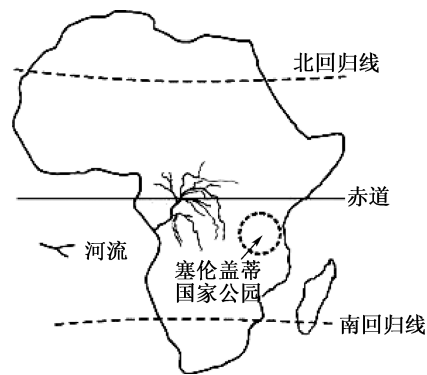 北回归线
赤道
河流
塞伦盖蒂
国家公园
南回归线